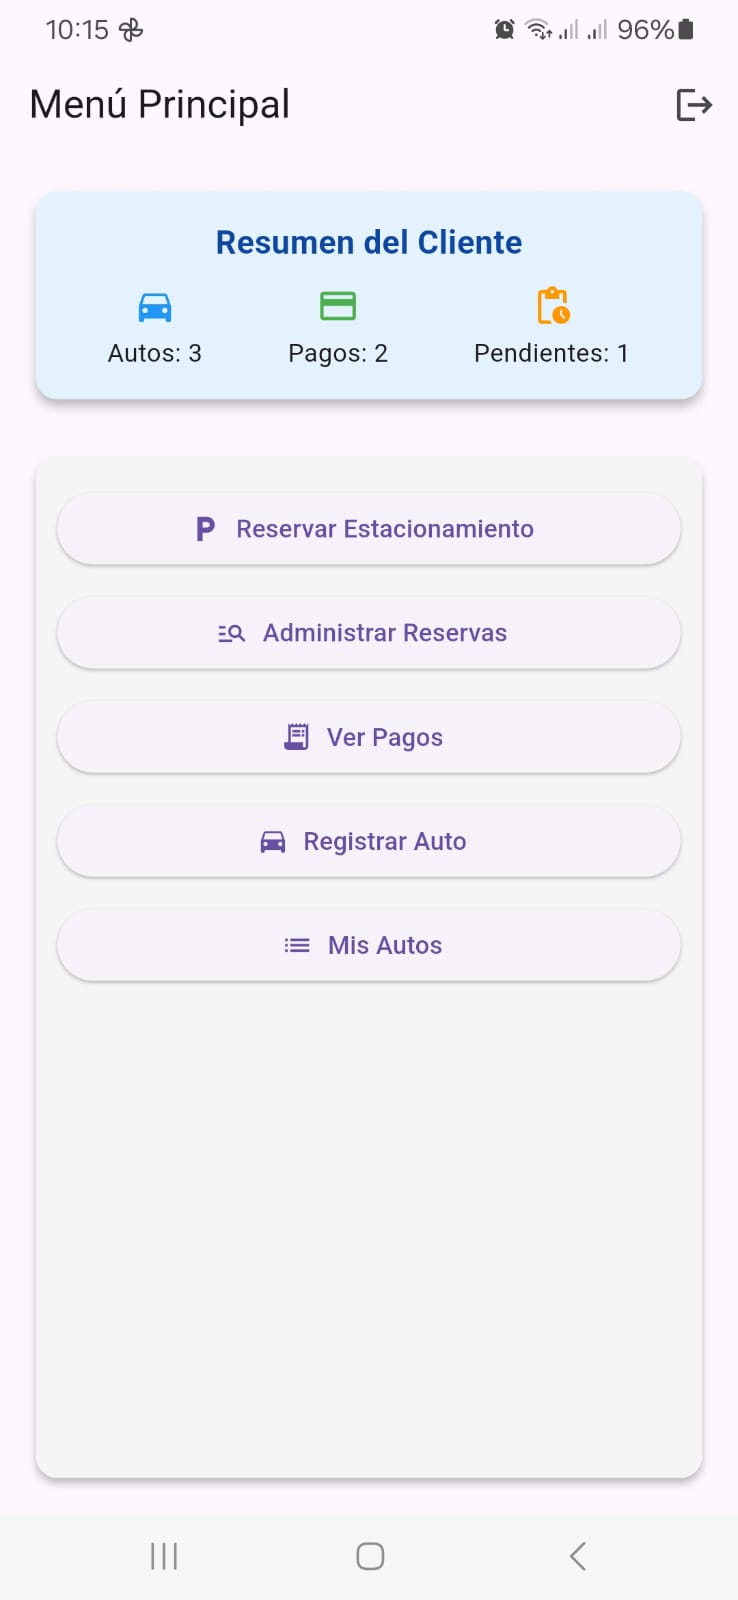 10:15
96%
Menú Principal
Resumen del Cliente
Autos: 3
Pagos: 2
Pendientes: 1
P Reservar Estacionamiento
Administrar Reservas
Ver Pagos
Registrar Auto
Mis Autos